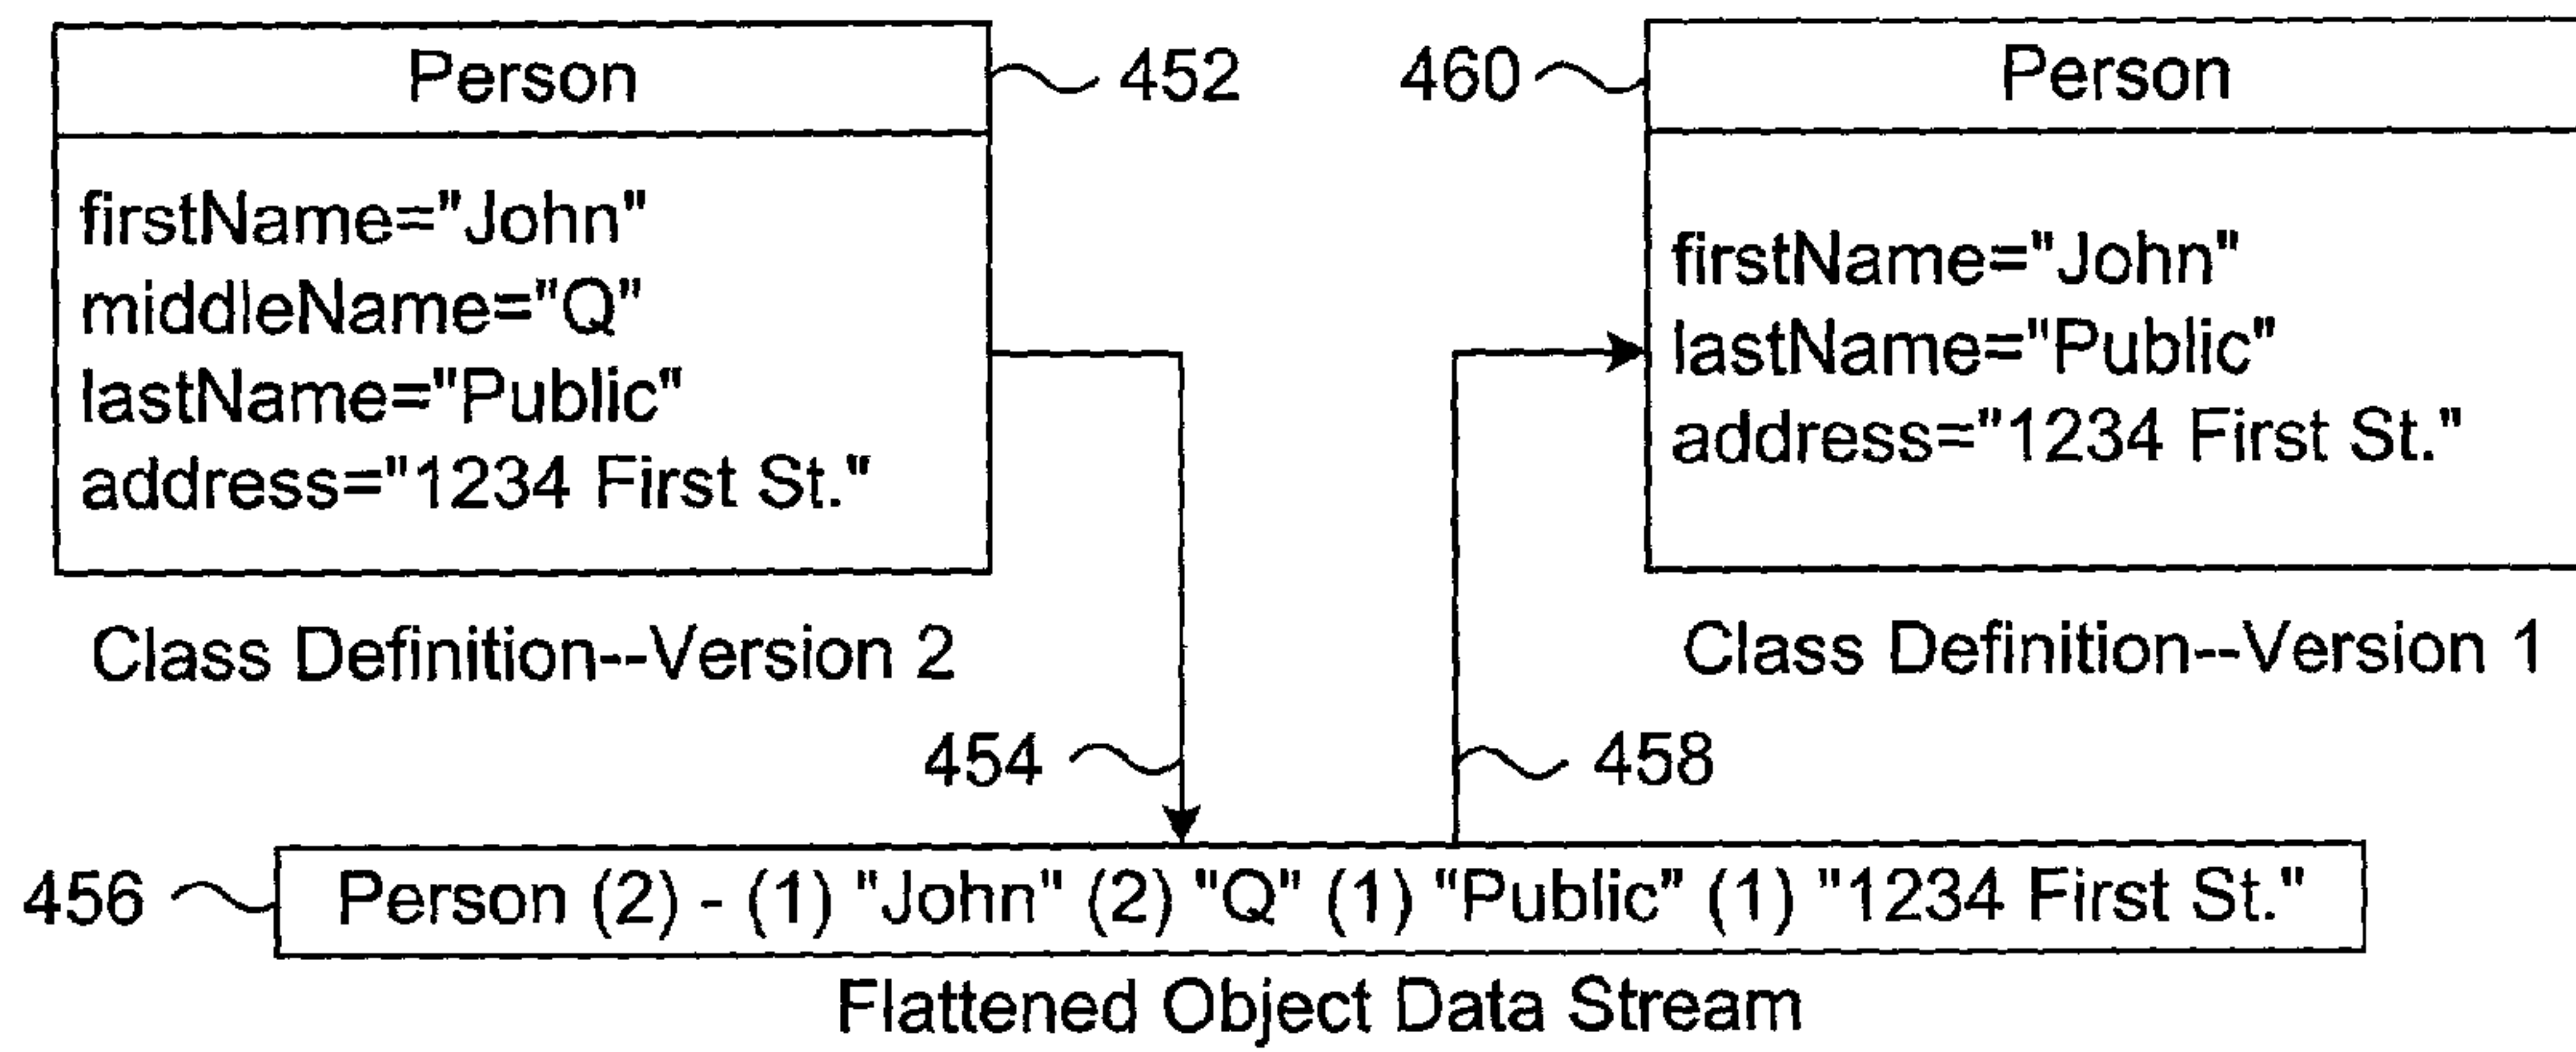 Person
452
firstName="John"
middleName="Q"
lastName="Public"
address="1234 First St."
Class Definition--Version 2
460
Person
firstName="John"
lastName="Public"
address="1234 First St."
Class Definition--Version 1
454
458
456
Person (2) - (1) "John" (2) "Q" (1) "Public" (1) "1234 First St."
Flattened Object Data Stream